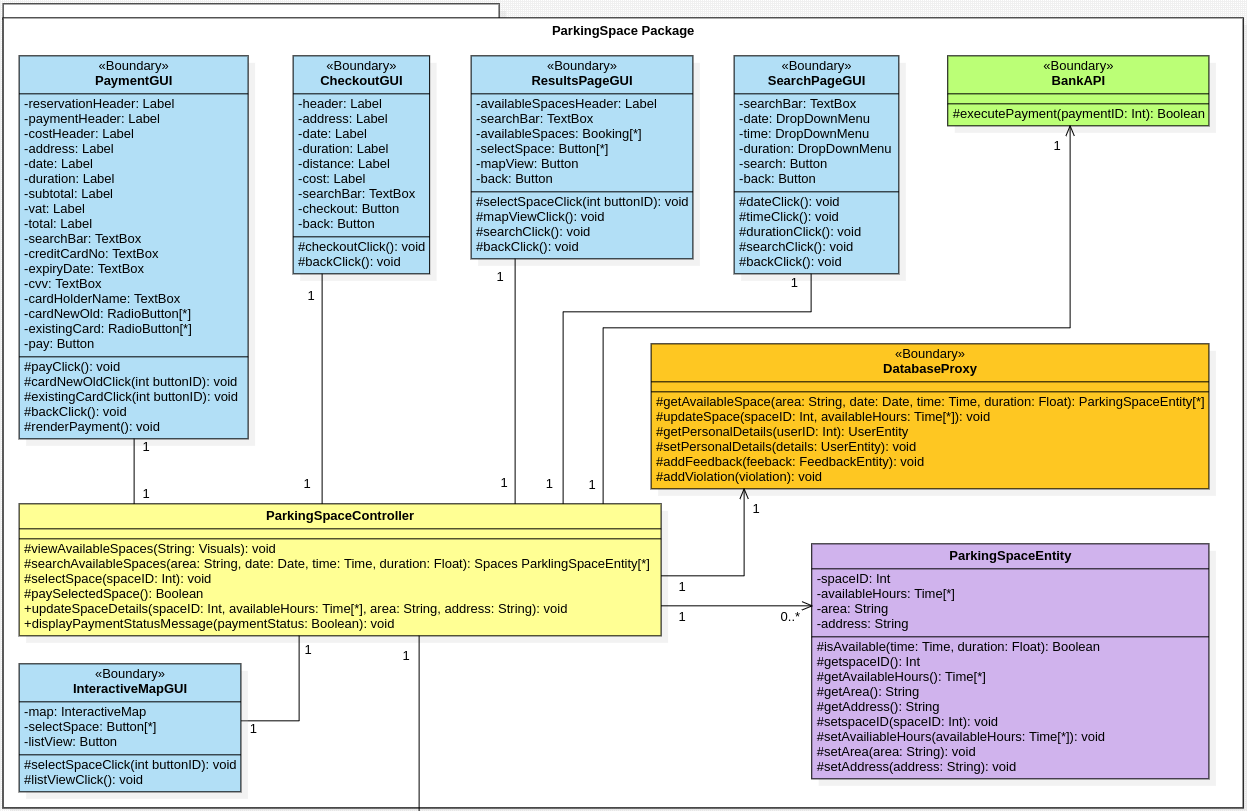 ParkingSpace Package
«Boundary»
PaymentGUI
-reservationHeader: Label
-paymentHeader: Label
-costHeader: Label
-address: Label
-date: Label
-duration: Label
-subtotal: Label
-vat: Label
-total: Label
-searchBar: TextBox
-creditCardNo: TextBox
-expiryDate: TextBox
-cvv: TextBox
-cardHolderName: TextBox
-cardNewOld: RadioButton[*]
-existingCard: RadioButton[*]
-pay: Button
#payClick(): void
#cardNewOldClick(int buttonID): void
#existingCardClick(int buttonID): void
#backClick(): void
#renderPayment(): void
1
1
«Boundary»
CheckoutGUI
-header: Label
-address: Label
-date: Label
-duration: Label
-distance: Label
-cost: Label
-searchBar: TextBox
-checkout: Button
-back: Button
#checkoutClick(): void
#backClick(): void
1
1
«Boundary»
ResultsPageGUI
-availableSpacesHeader: Label
-searchBar: TextBox
-availableSpaces: Booking[*]
-selectSpace: Button[*]
-mapView: Button
-back: Button
#selectSpaceClick(int buttonID): void
#mapViewClick(): void
#searchClick(): void
#backClick(): void
1
1
«Boundary»
SearchPageGUI
-searchBar: TextBox
-date: DropDownMenu
-time: DropDownMenu
-duration: DropDownMenu
-search: Button
-back: Button
#dateClick(): void
#timeClick(): void
#durationClick(): void
#searchClick(): void
#backClick(): void
1
1
«Boundary»
BankAPI
#executePayment(paymentID: Int): Boolean
1
1
«Boundary»
DatabaseProxy
#getAvailableSpace(area: String, date: Date, time: Time, duration: Float): ParkingSpaceEntity[*]
#updateSpace(spaceID: Int, availableHours: Time[*]): void
#getPersonalDetails(userID: Int): UserEntity
#setPersonalDetails(details: UserEntity): void
#addFeedback(feeback: FeedbackEntity): void
#addViolation(violation): void
1
1
ParkingSpaceController
#viewAvailableSpaces(String: Visuals): void
#searchAvailableSpaces(area: String, date: Date, time: Time, duration: Float): Spaces ParklingSpaceEntity[*]
#selectSpace(spaceID: Int): void
#paySelectedSpace(): Boolean
+updateSpaceDetails(spaceID: Int, availableHours: Time[*], area: String, address: String): void
+displayPaymentStatusMessage(paymentStatus: Boolean): void
1
0..*
1
1
1
ParkingSpaceEntity
-spaceID: Int
-availableHours: Time[*]
-area: String
-address: String
#isAvailable(time: Time, duration: Float): Boolean
#getspaceID(): Int
#getAvailableHours(): Time[*]
#getArea(): String
#getAddress(): String
#setspaceID(spaceID: Int): void
#setAvailiableHours(availableHours: Time[*]): void
#setArea(area: String): void
#setAddress(address: String): void
«Boundary»
InteractiveMapGUI
-map: InteractiveMap
-selectSpace: Button[*]
-listView: Button
#selectSpaceClick(int buttonID): void
#listViewClick(): void